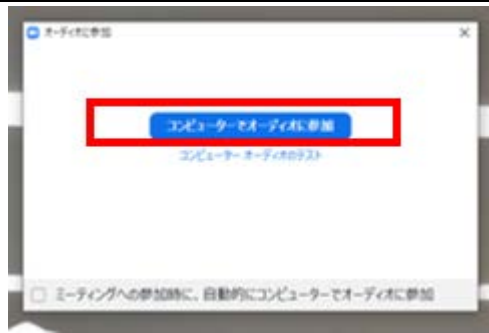 オーディオに参加
コンピューターでオーディオに参加
コンピューター オーディオのテスト
ミーティングへの参加時に、自動的にコンピューターでオーディオに参加